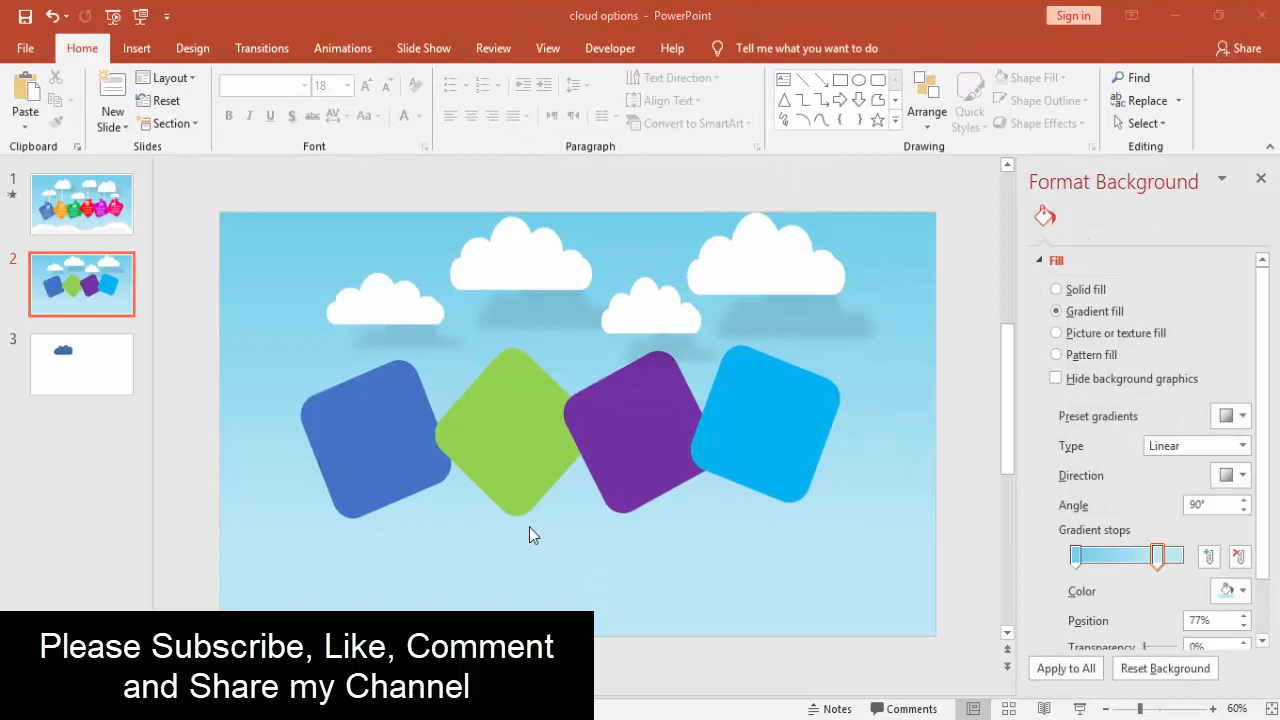 cloud options - PowerPoint
Sign in
File Home Insert Design Transitions Animations Slide Show Review View Developer Help Tell me what you want to do Share
Paste
Clipboard
New Slide
Layout
Reset
Section
Slides
18
B I U S abc AV Aa A
Font
Text Direction
Align Text
Convert to SmartArt
Paragraph
Arrange
Quick Styles
Shape Fill
Shape Outline
Shape Effects
Drawing
Find
Replace
Select
Editing
1
2
3
Format Background
Fill
Solid fill
Gradient fill
Picture or texture fill
Pattern fill
Hide background graphics
Preset gradients
Type Linear
Direction
Angle 90°
Gradient stops
Color
Position 77%
Transparency 0%
Apply to All Reset Background
Please Subscribe, Like, Comment
and Share my Channel
Notes Comments 60%